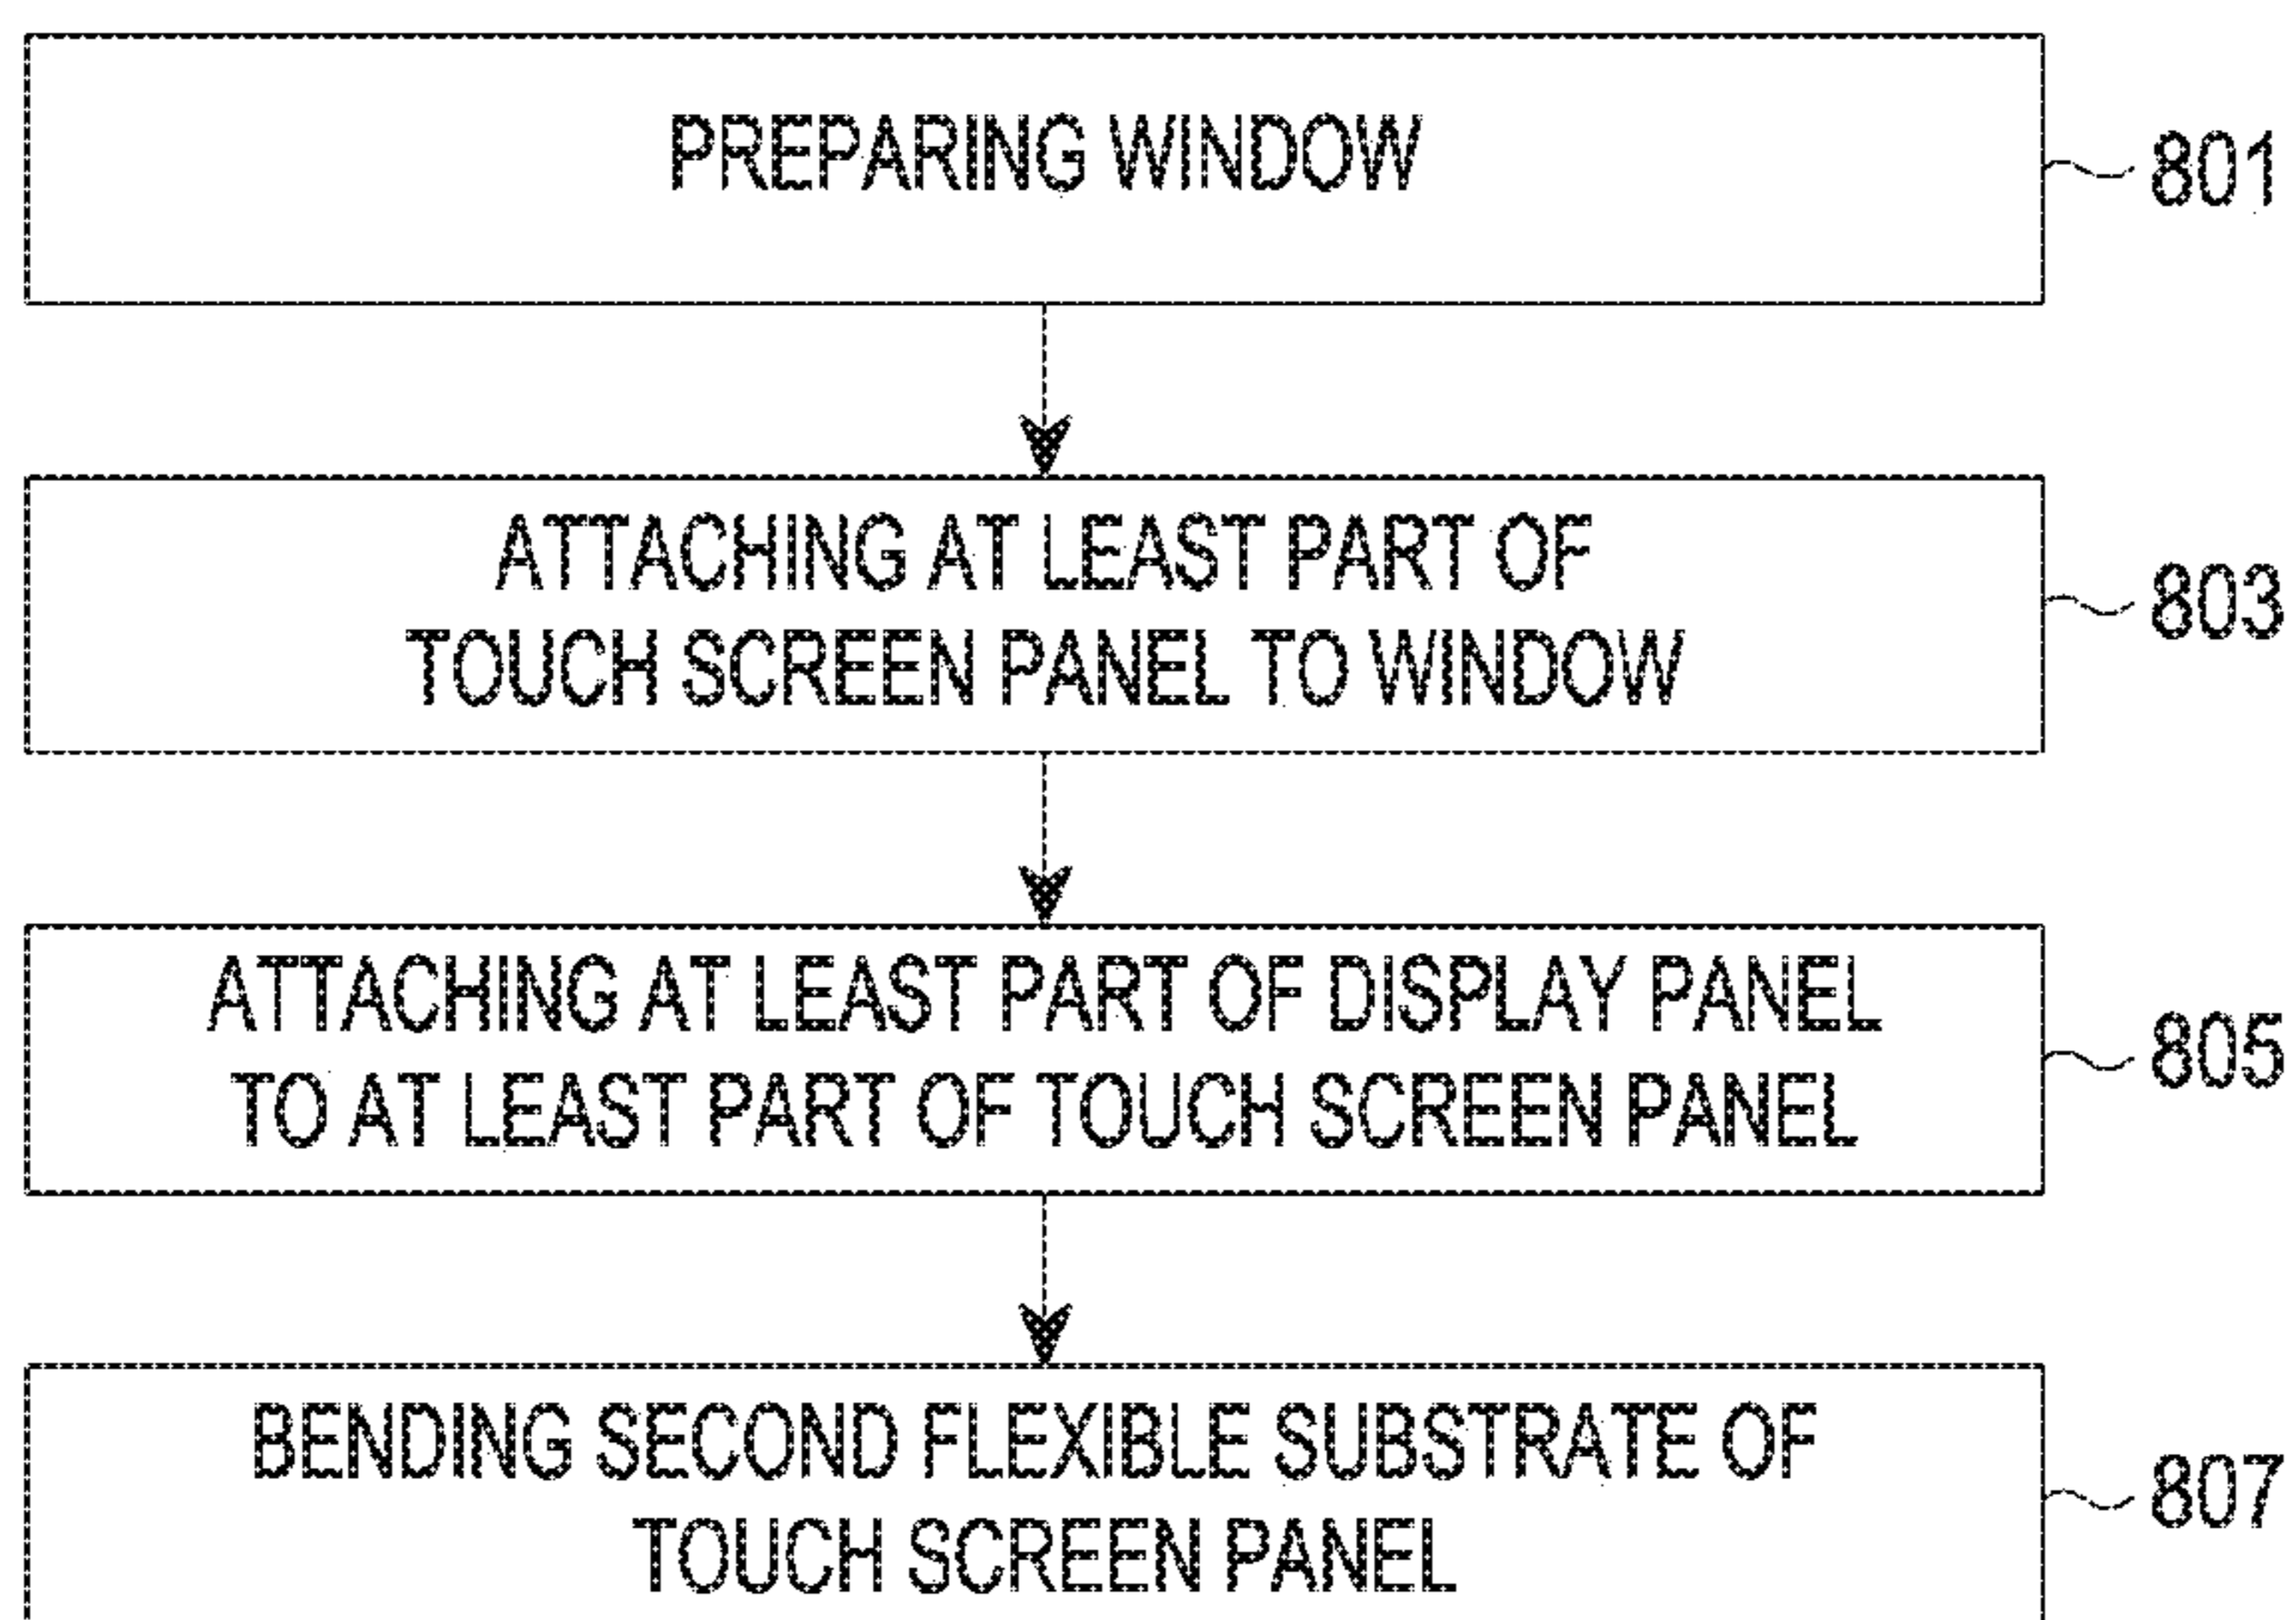 PREPARING WINDOW
801
ATTACHING AT LEAST PART OF
TOUCH SCREEN PANEL TO WINDOW
803
ATTACHING AT LEAST PART OF DISPLAY PANEL
TO AT LEAST PART OF TOUCH SCREEN PANEL
805
BENDING SECOND FLEXIBLE SUBSTRATE OF
TOUCH SCREEN PANEL
807